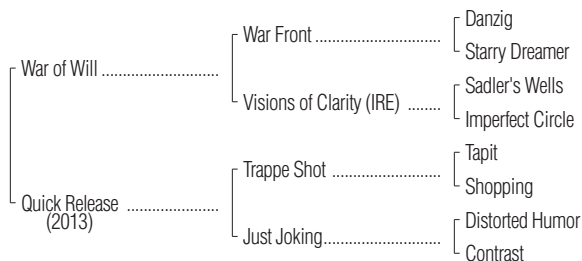 Danzig
War Front ..........................
Starry Dreamer
War of Will ........................
Sadler's Wells
Visions of Clarity (IRE) ........
Imperfect Circle
Tapit
Trappe Shot .......................
Shopping
Quick Release ...................
(2013)
Distorted Humor
Just Joking.........................
Contrast